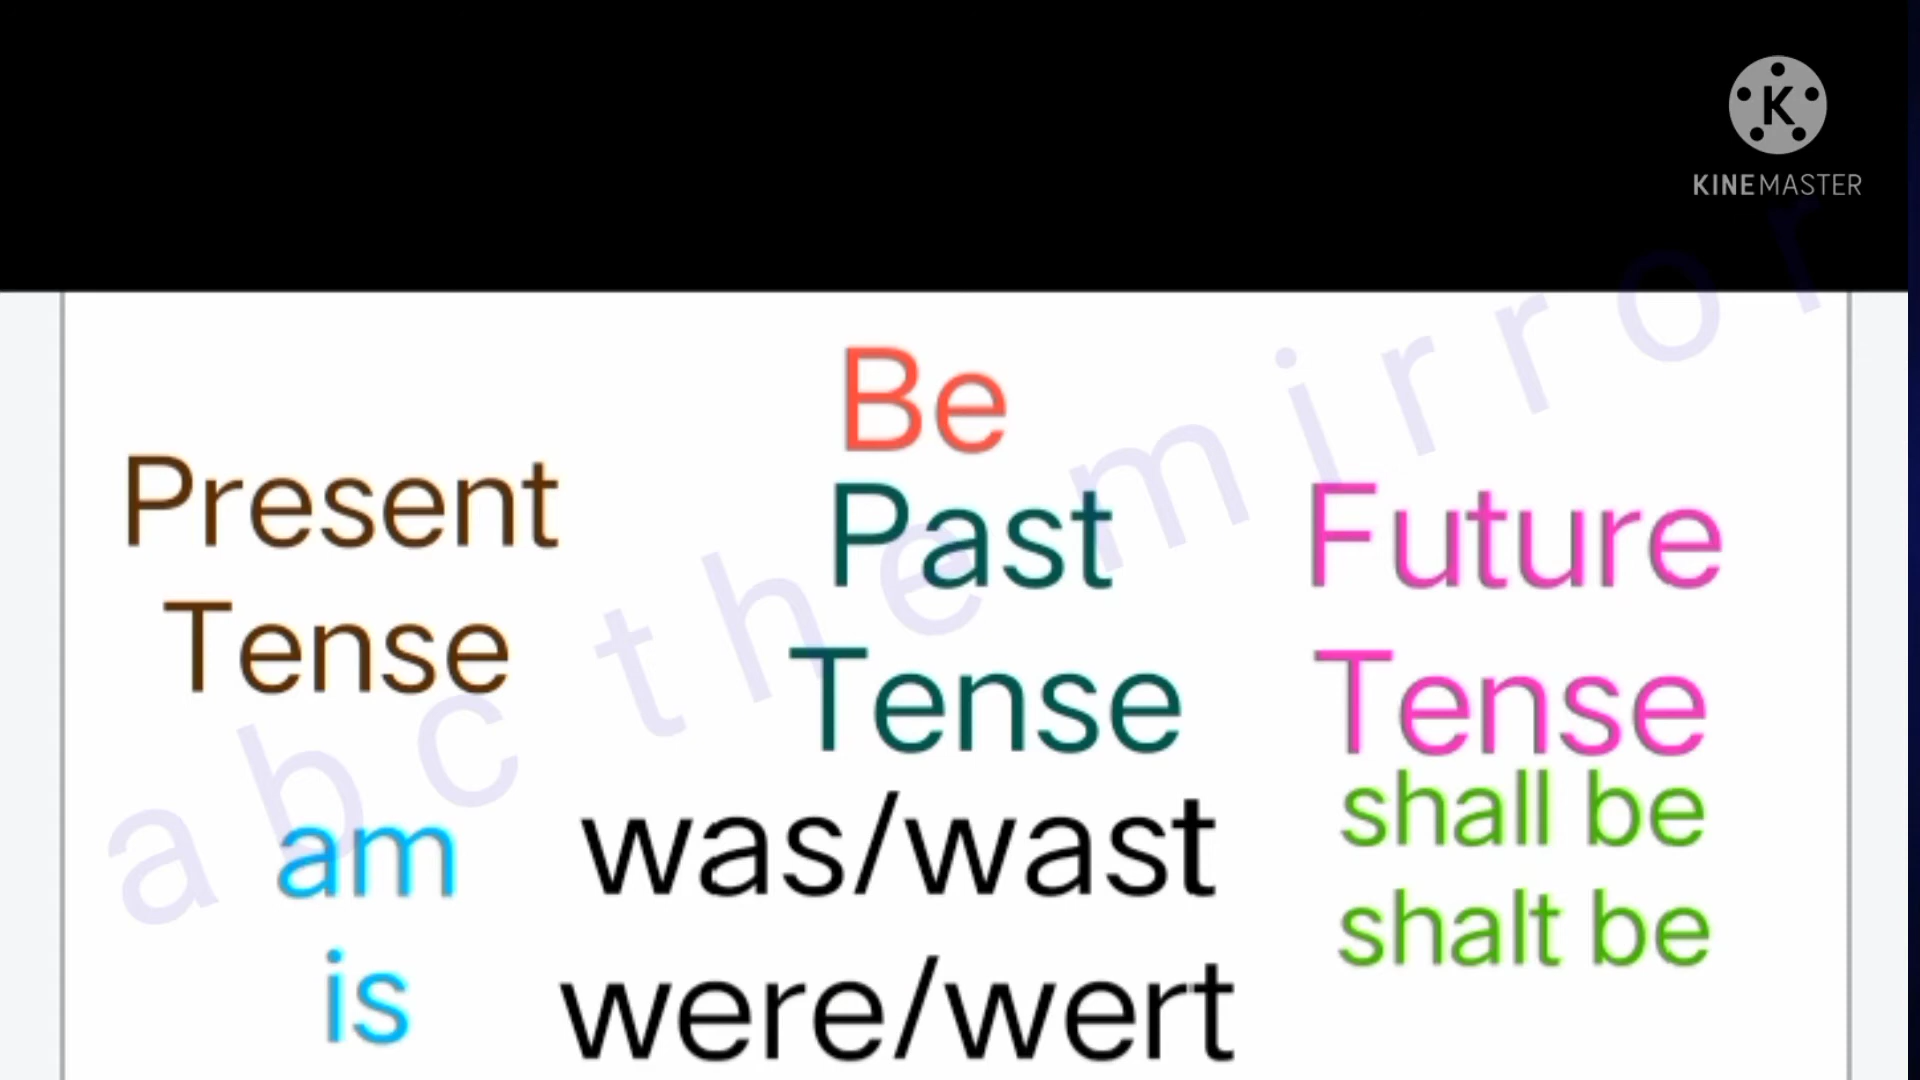 K
KINEMASTER
Be
Present Past Future
Tense Tense Tense
am was/wast shall be
shalt be
is were/wert
abc the mirror